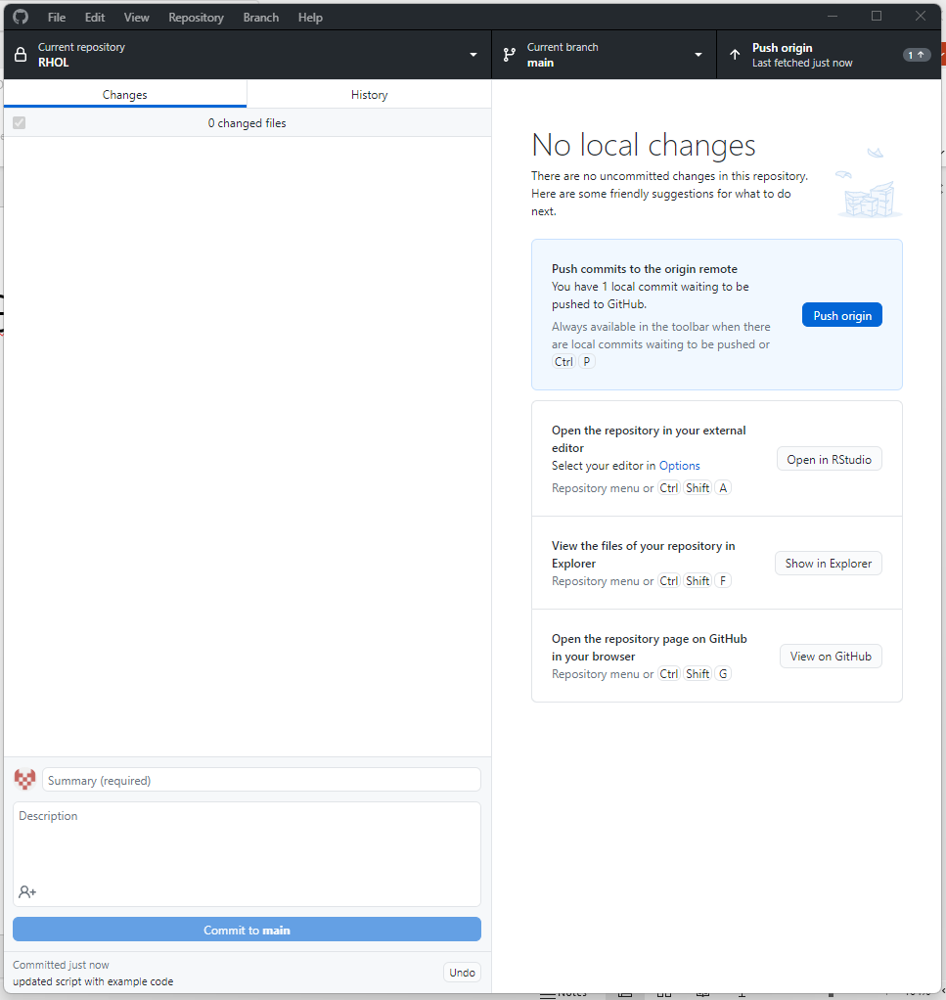 File Edit View Repository Branch Help
Current repository
RHOL
Current branch
main
Push origin
Last fetched just now
1
Changes
History
0 changed files
No local changes
There are no uncommitted changes in this repository.
Here are some friendly suggestions for what to
do
next.
Push commits to the origin remote
You have 1 local commit waiting to be
pushed to GitHub.
Always available in the toolbar when there
are local commits waiting to be pushed or
Ctrl P
Push origin
Open the repository in your external
editor
Select your editor in Options
Repository menu or Ctrl Shift A
Open in RStudio
View the files of your repository in
Explorer
Repository menu or Ctrl Shift F
Show in Explorer
Open the repository page on GitHub
in your browser
Repository menu or Ctrl Shift G
View on GitHub
Summary (required)
Description
Commit to main
Committed just now
updated script with example code
Undo